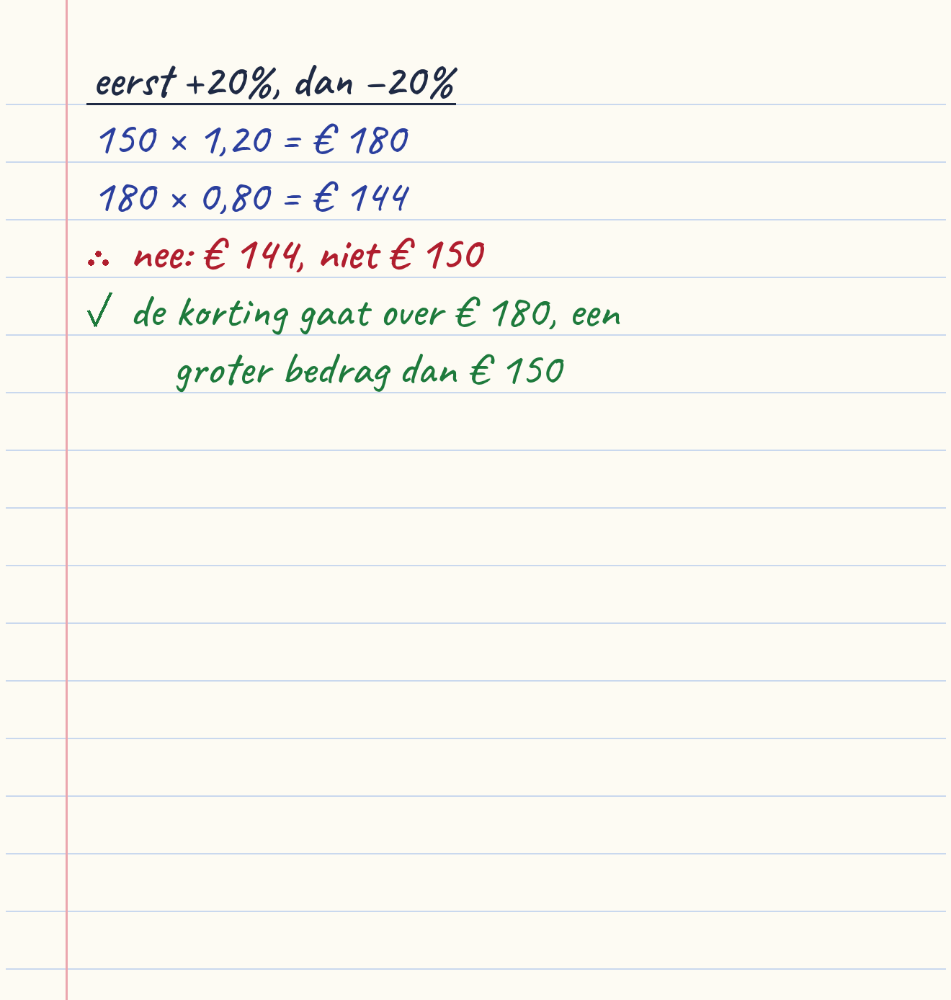 eerst +20%, dan −20%
150 × 1,20 = € 180
180 × 0,80 = € 144
∴ nee: € 144, niet € 150
✓ de korting gaat over € 180, een
groter bedrag dan € 150